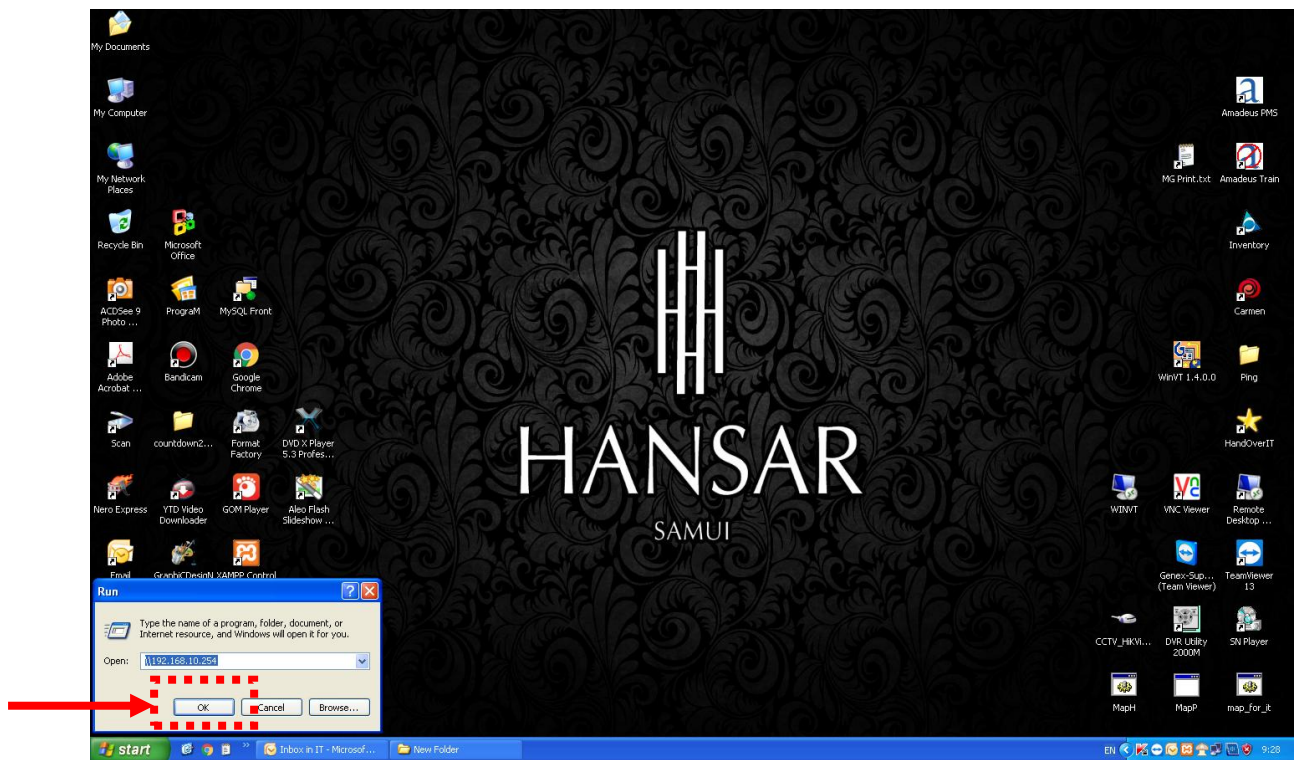 My Documents
My Computer
Amadeus PMS
My Network
Places
MG Print.txt
Amadeus Train
Recycle Bin
Microsoft
Office
Inventory
ACDSee 9
Photo ...
PrograM
MySQL Front
Carmen
Adobe
Acrobat ...
Bandicam
Google
Chrome
WinVT 1.4.0.0
Ping
Scan
countdown2...
Format
Factory
DVD X Player
5.3 Profes...
HandOverIT
HANSAR
SAMUI
Nero Express
YTD Video
Downloader
GOM Player
Aleo Flash
Slideshow ...
WINVT
VNC Viewer
Remote
Desktop ...
Email
GraphiCDesigN
XAMPP Control
Genex-Sup...
(Team Viewer)
TeamViewer
13
Run
Type the name of a program, folder, document, or
Internet resource, and Windows will open it for you.
Open:
\\192.168.10.254
OK
Cancel
Browse...
CCTV_HiKVi...
DVR Utility
2000M
SN Player
MapH
MapP
map_for_it
start
Inbox in IT - Microsof...
New Folder
EN
9:28